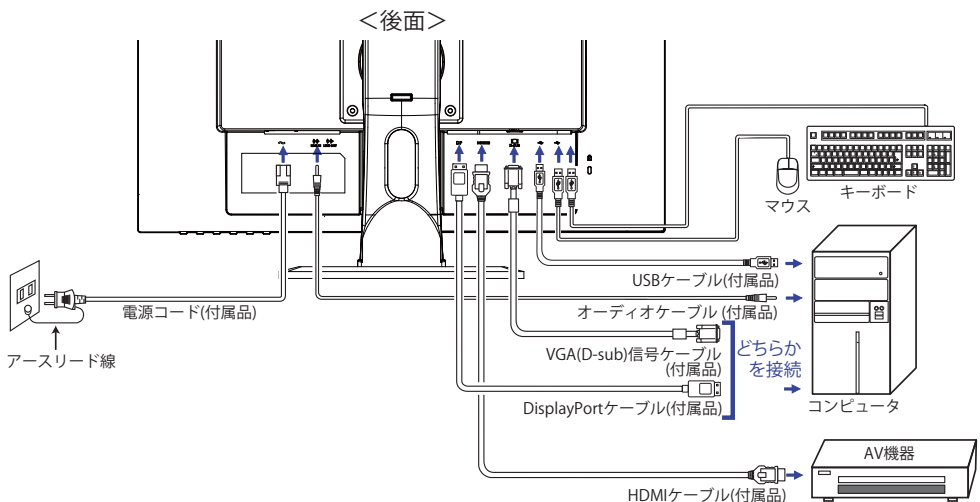 ＜後面＞
キーボード
マウス
USBケーブル(付属品)
電源コード(付属品)
オーディオケーブル (付属品)
アースリード線
VGA(D-sub)信号ケーブル
(付属品)
どちらか
を接続
DisplayPortケーブル(付属品)
コンピュータ
AV機器
HDMIケーブル(付属品)